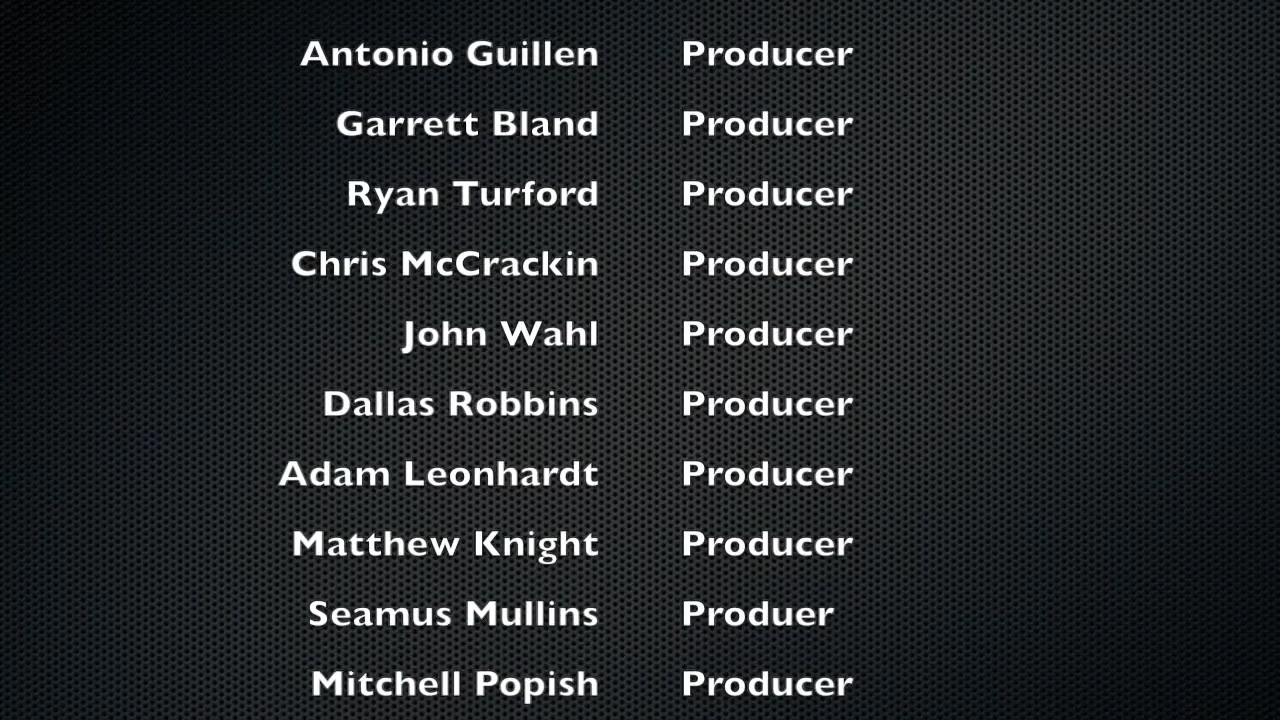 Antonio Guillen Producer
Garrett Bland Producer
Ryan Turford Producer
Chris McCrackin Producer
John Wahl Producer
Dallas Robbins Producer
Adam Leonhardt Producer
Matthew Knight Producer
Seamus Mullins Produer
Mitchell Popish Producer